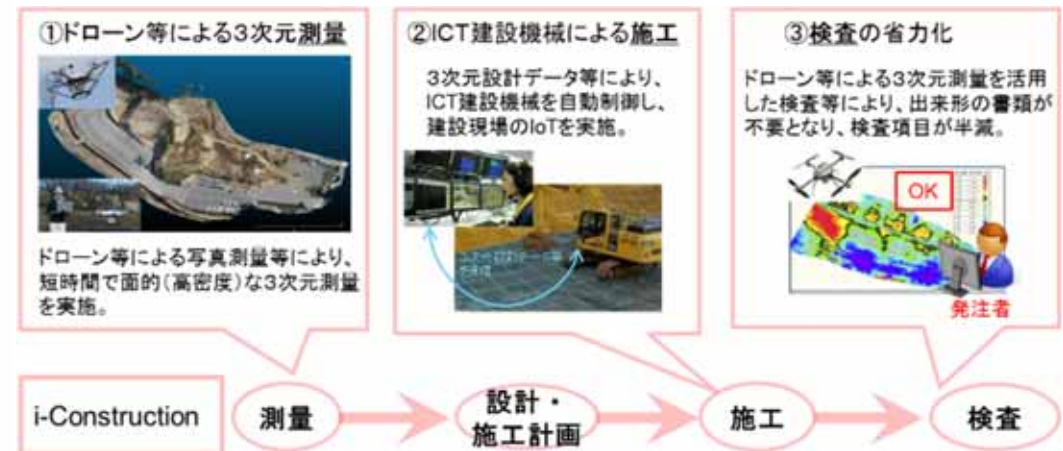 ①ドローン等による3次元測量
ドローン等による写真測量等により、
短時間で面的(高密度)な3次元測量
を実施。
②ICT建設機械による施工
3次元設計データ等により、
ICT建設機械を自動制御し、
建設現場のIoTを実施。
③検査の省力化
ドローン等による3次元測量を活用
した検査等により、出来形の書類が
不要となり、検査項目が半減。
OK
発注者
i-Construction
測量
設計・
施工計画
施工
検査